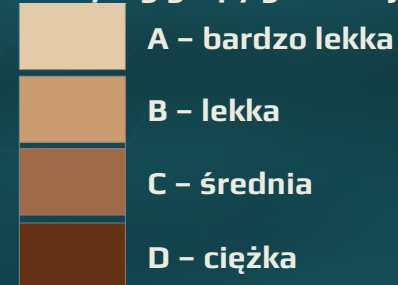 A – bardzo lekka
B – lekka
C – średnia
D – ciężka